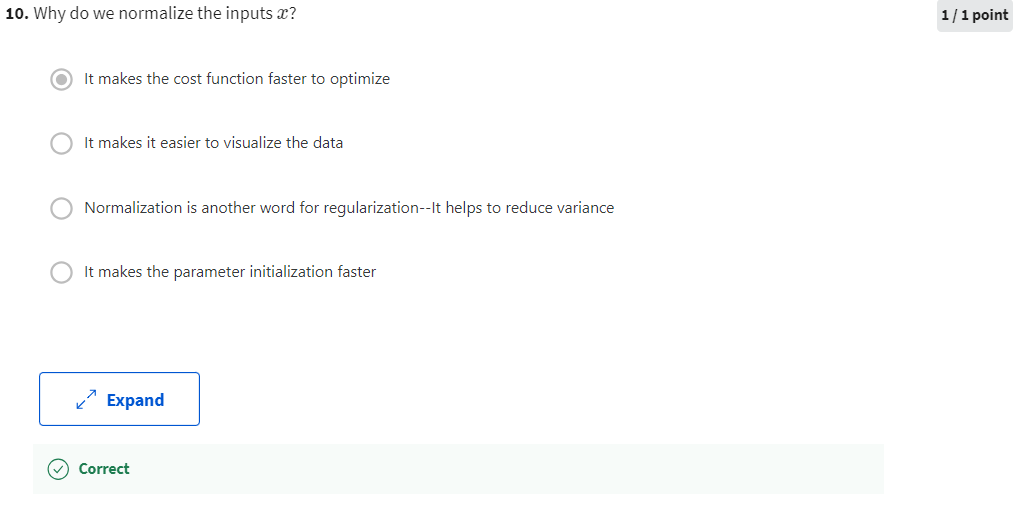 10. Why do we normalize the inputs x?
1 / 1 point
It makes the cost function faster to optimize
It makes it easier to visualize the data
Normalization is another word for regularization--It helps to reduce variance
It makes the parameter initialization faster
Expand
Correct